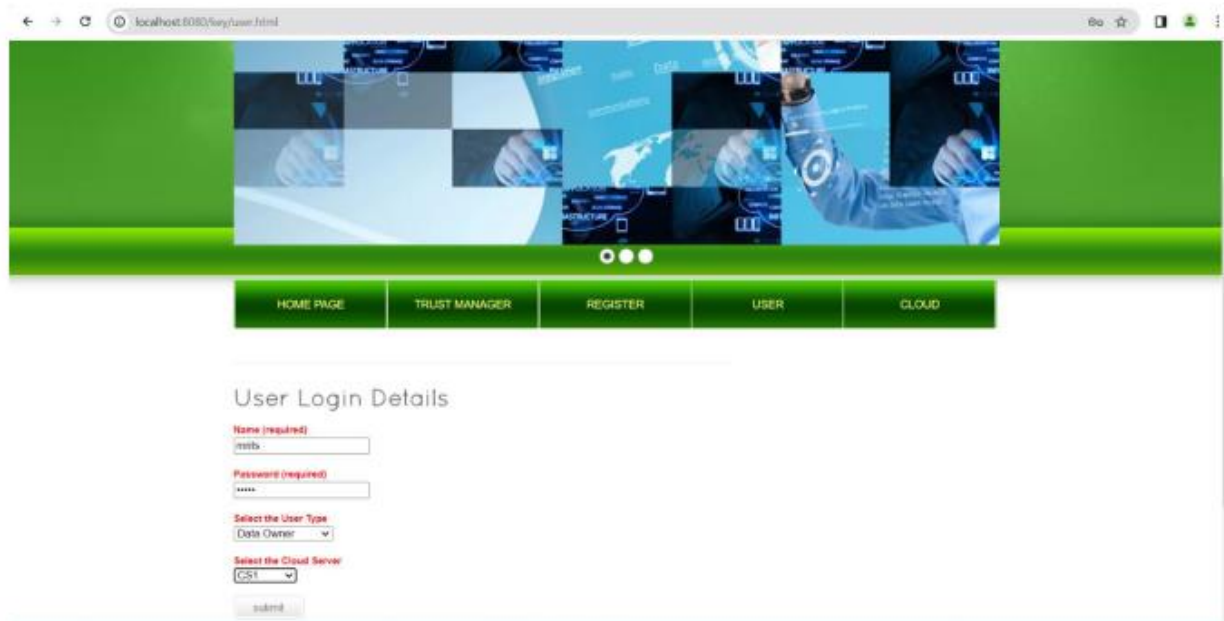 localhost:8080/key/user.html
Data
HOME PAGE TRUST MANAGER REGISTER USER CLOUD
User Login Details
Name (required)
Password (required)
•••••
Select the User Type
Data Owner
Select the Cloud Server
CS1
submit